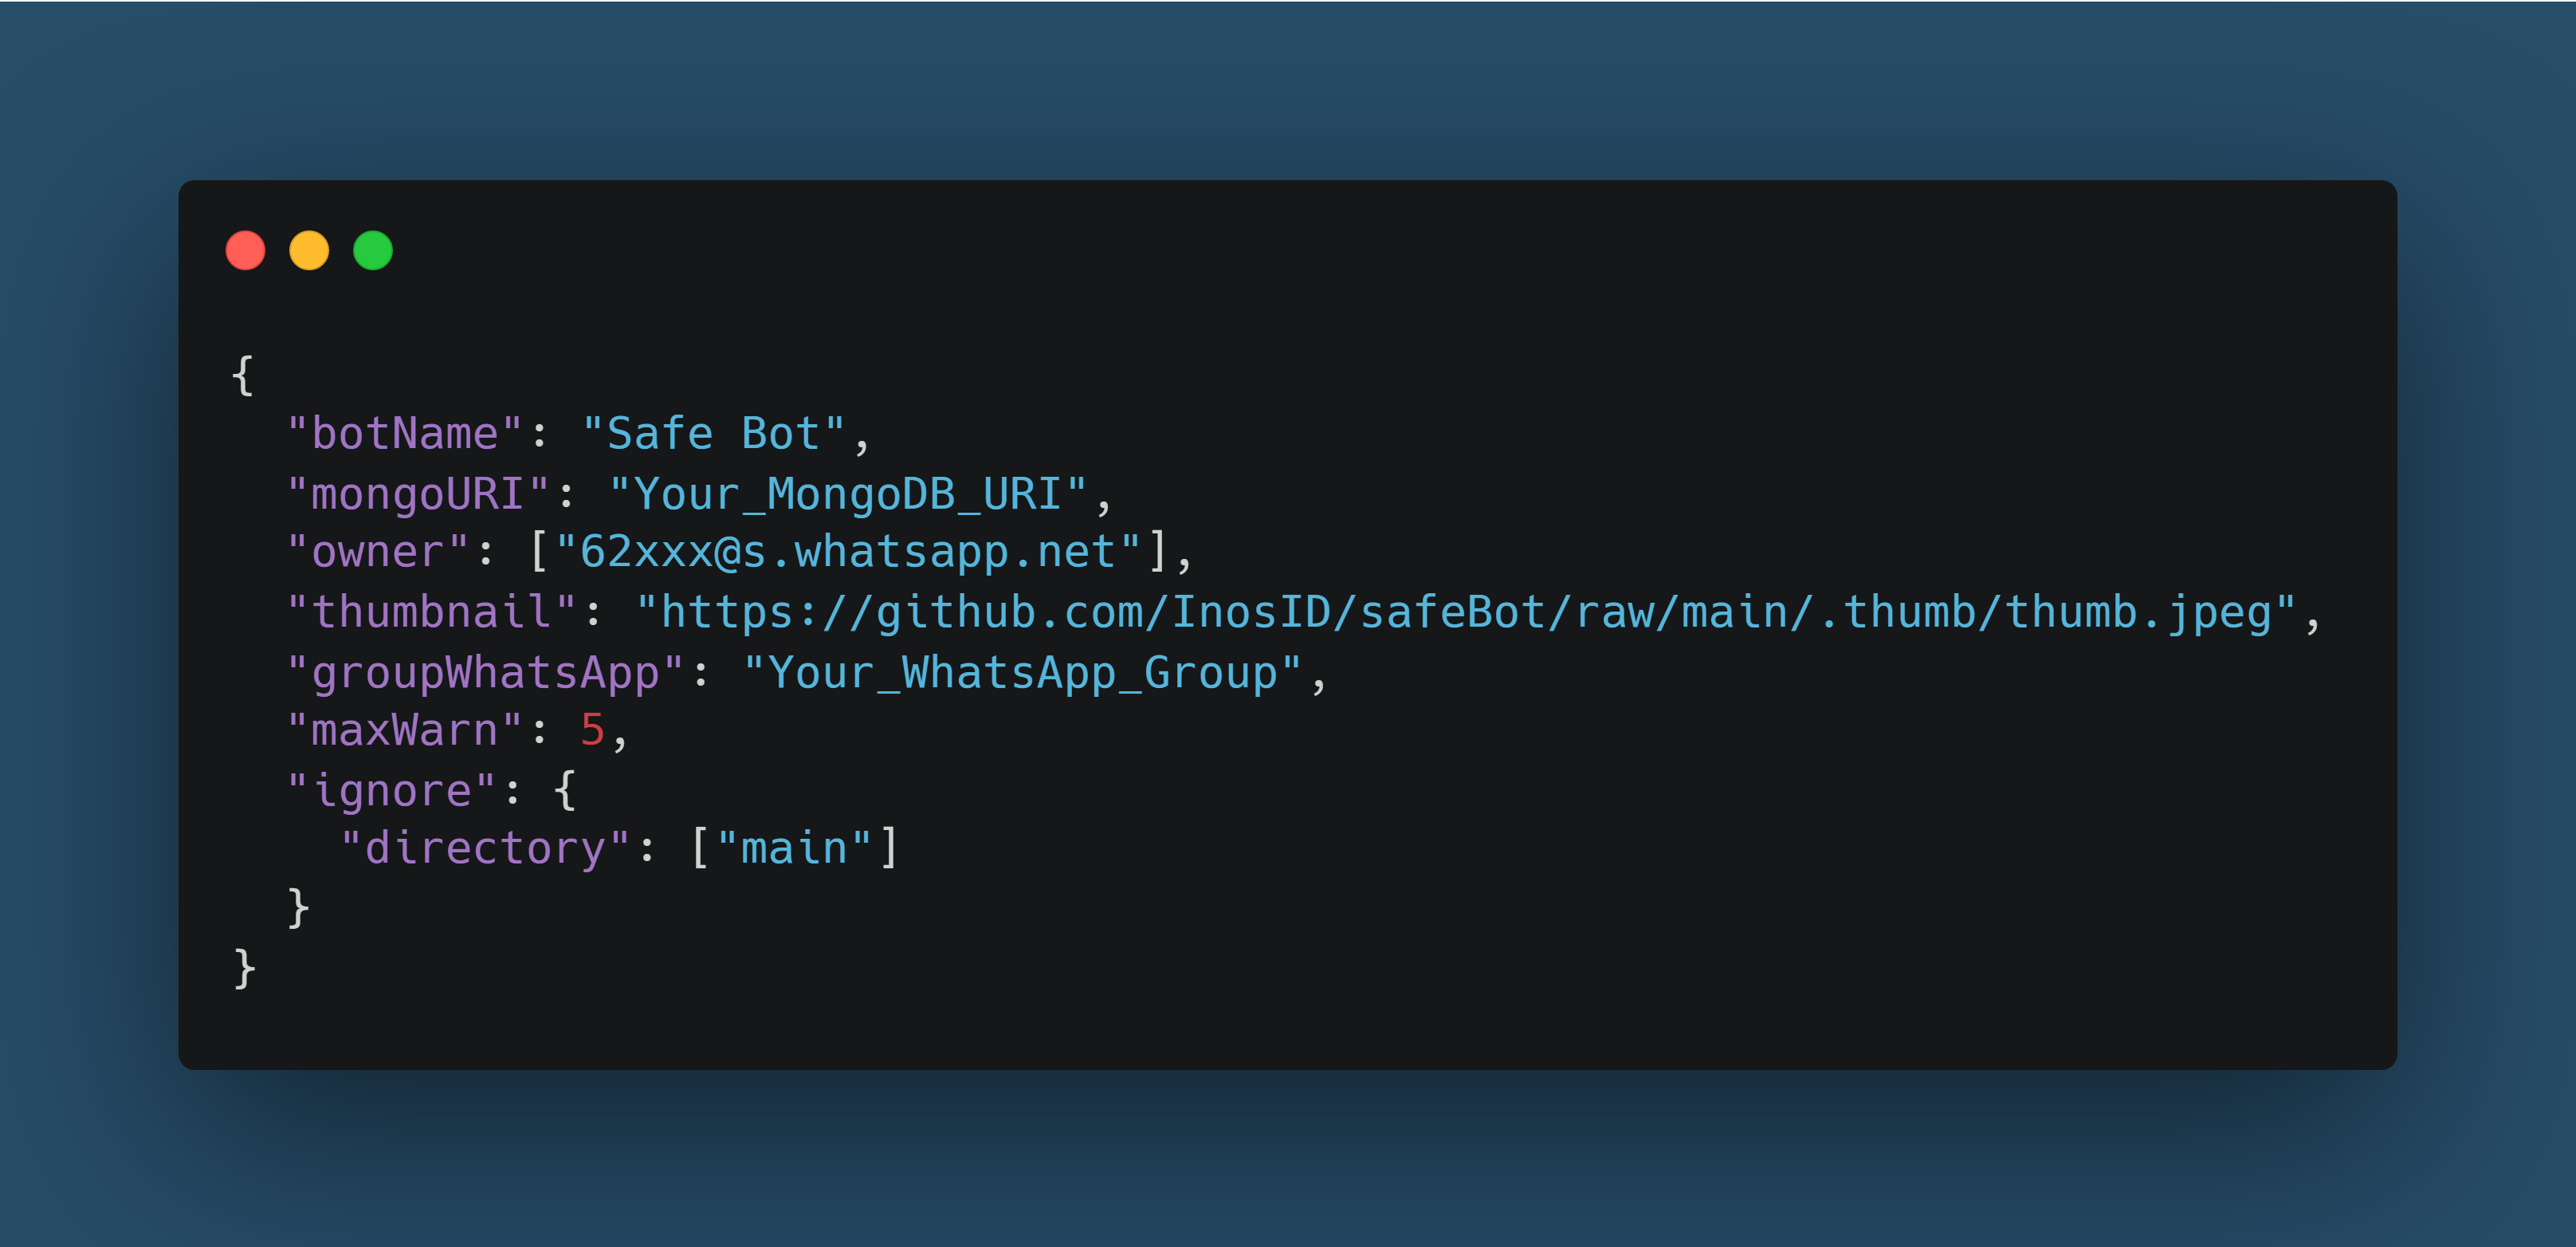 {
  "botName": "Safe Bot",
  "mongoURI": "Your_MongoDB_URI",
  "owner": ["62xxx@s.whatsapp.net"],
  "thumbnail": "https://github.com/InosID/safeBot/raw/main/.thumb/thumb.jpeg",
  "groupWhatsApp": "Your_WhatsApp_Group",
  "maxWarn": 5,
  "ignore": {
    "directory": ["main"]
  }
}